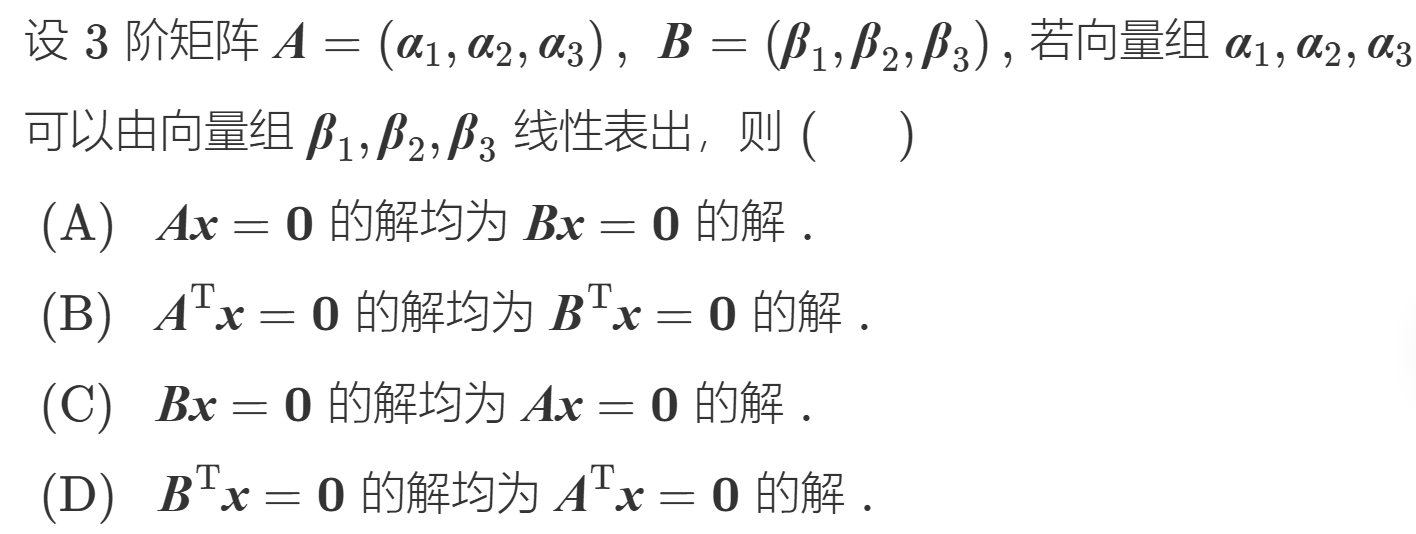 设 3 阶矩阵 A = (α₁, α₂, α₃) , B = (β₁, β₂, β₃) , 若向量组 α₁, α₂, α₃
可以由向量组 β₁, β₂, β₃ 线性表出，则 (　　)
(A) Ax = 0 的解均为 Bx = 0 的解 .
(B) Aᵀx = 0 的解均为 Bᵀx = 0 的解 .
(C) Bx = 0 的解均为 Ax = 0 的解 .
(D) Bᵀx = 0 的解均为 Aᵀx = 0 的解 .